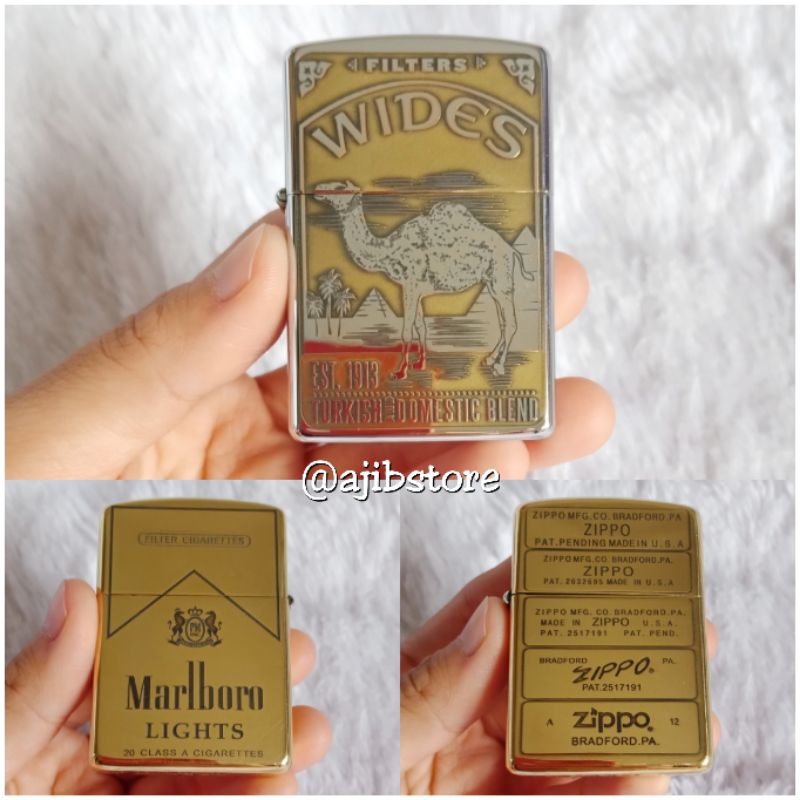 FILTERS
WIDES
EST. 1913
TURKISH DOMESTIC BLEND
@ajibstore
FILTER CIGARETTES
PM
Marlboro
LIGHTS
20 CLASS A CIGARETTES
ZIPPO MFG. CO. BRADFORD. PA
ZIPPO
PAT. PENDING MADE IN U. S. A
ZIPPO MFG. CO. BRADFORD. PA.
ZIPPO
PAT. 2032695 MADE IN U. S. A
ZIPPO MFG. CO. BRADFORD. PA.
MADE IN ZIPPO U. S. A.
PAT. 2517191 PAT. PEND.
BRADFORD ZIPPO® PA.
PAT. 2517191
A Zippo® 12
BRADFORD. PA.